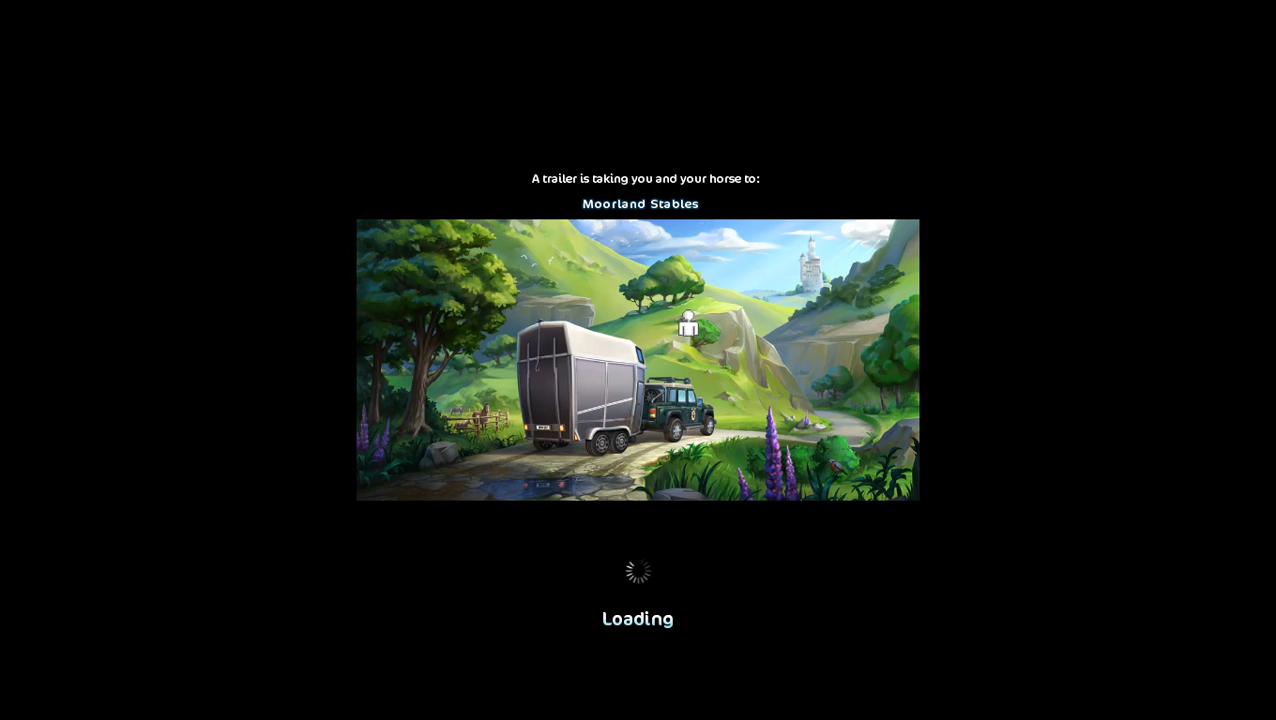 A trailer is taking you and your horse to:
Moorland Stables
Loading